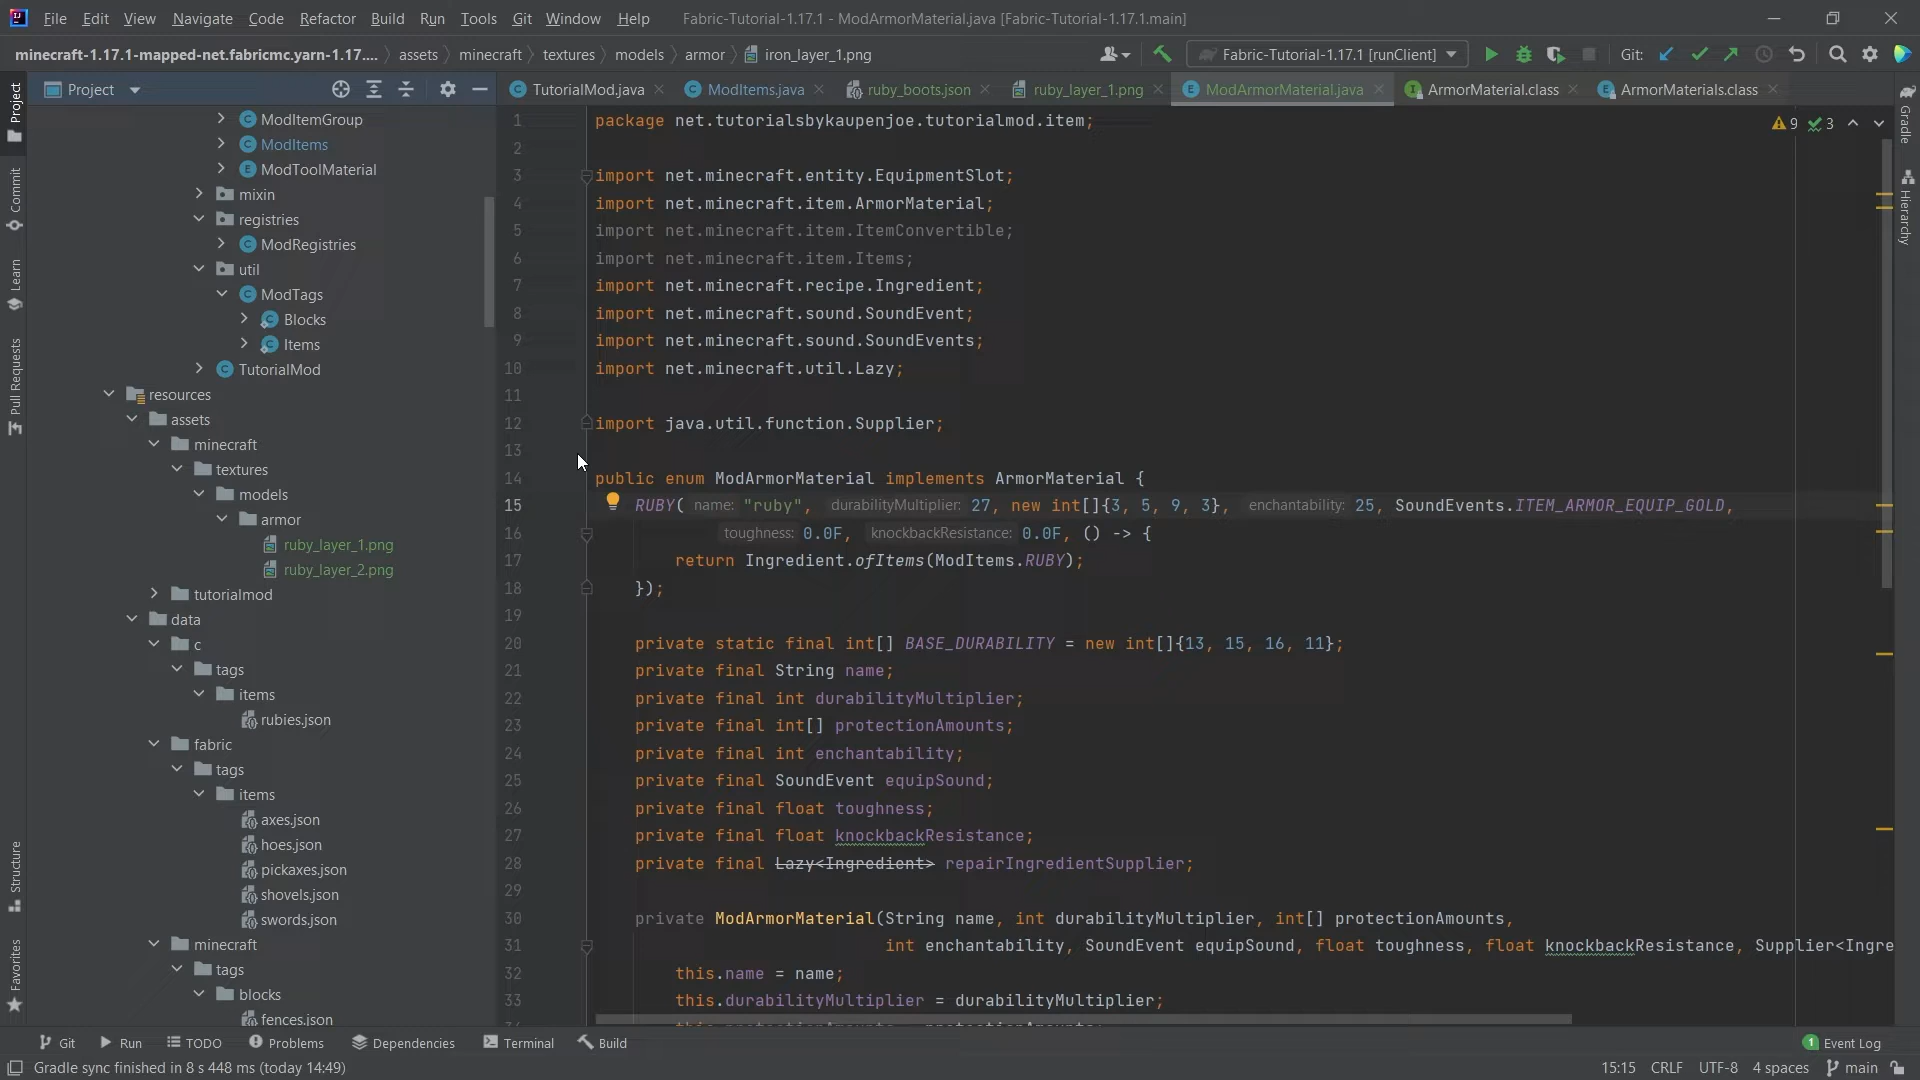 File Edit View Navigate Code Refactor Build Run Tools Git Window Help Fabric-Tutorial-1.17.1 - ModArmorMaterial.java [Fabric-Tutorial-1.17.1.main]
minecraft-1.17.1-mapped-net.fabricmc.yarn-1.17.... assets minecraft textures models armor iron_layer_1.png Fabric-Tutorial-1.17.1 [runClient] Git:
Project
TutorialMod.java ModItems.java ruby_boots.json ruby_layer_1.png ModArmorMaterial.java ArmorMaterial.class ArmorMaterials.class
Project
Commit
Learn
Pull Requests
Structure
Favorites
ModItemGroup
ModItems
ModToolMaterial
mixin
registries
ModRegistries
util
ModTags
Blocks
Items
TutorialMod
resources
assets
minecraft
textures
models
armor
ruby_layer_1.png
ruby_layer_2.png
tutorialmod
data
c
tags
items
rubies.json
fabric
tags
items
axes.json
hoes.json
pickaxes.json
shovels.json
swords.json
minecraft
tags
blocks
fences.json
1 package net.tutorialsbykaupenjoe.tutorialmod.item;
2
3 import net.minecraft.entity.EquipmentSlot;
4 import net.minecraft.item.ArmorMaterial;
5 import net.minecraft.item.ItemConvertible;
6 import net.minecraft.item.Items;
7 import net.minecraft.recipe.Ingredient;
8 import net.minecraft.sound.SoundEvent;
9 import net.minecraft.sound.SoundEvents;
10 import net.minecraft.util.Lazy;
11
12 import java.util.function.Supplier;
13
14 public enum ModArmorMaterial implements ArmorMaterial {
15 RUBY( name: "ruby", durabilityMultiplier: 27, new int[]{3, 5, 9, 3}, enchantability: 25, SoundEvents.ITEM_ARMOR_EQUIP_GOLD,
16 toughness: 0.0F, knockbackResistance: 0.0F, () -> {
17 return Ingredient.ofItems(ModItems.RUBY);
18 });
19
20 private static final int[] BASE_DURABILITY = new int[]{13, 15, 16, 11};
21 private final String name;
22 private final int durabilityMultiplier;
23 private final int[] protectionAmounts;
24 private final int enchantability;
25 private final SoundEvent equipSound;
26 private final float toughness;
27 private final float knockbackResistance;
28 private final Lazy<Ingredient> repairIngredientSupplier;
29
30 private ModArmorMaterial(String name, int durabilityMultiplier, int[] protectionAmounts,
31 int enchantability, SoundEvent equipSound, float toughness, float knockbackResistance, Supplier<Ingre
32 this.name = name;
33 this.durabilityMultiplier = durabilityMultiplier;
9 3
Gradle
Hierarchy
Git Run TODO Problems Dependencies Terminal Build 1 Event Log
Gradle sync finished in 8 s 448 ms (today 14:49) 15:15 CRLF UTF-8 4 spaces main